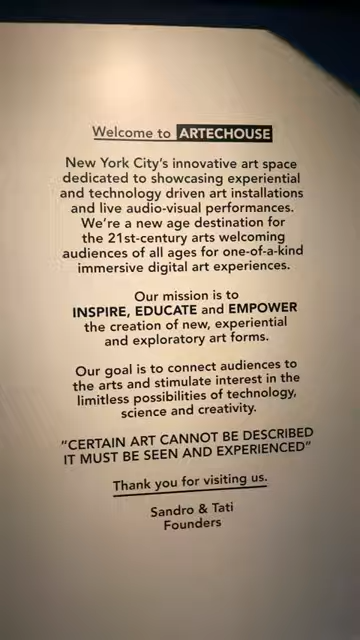 Welcome to ARTECHOUSE
New York City's innovative art space
dedicated to showcasing experiential
and technology driven art installations
and live audio-visual performances.
We're a new age destination for
the 21st-century arts welcoming
audiences of all ages for one-of-a-kind
immersive digital art experiences.
Our mission is to
INSPIRE, EDUCATE and EMPOWER
the creation of new, experiential
and exploratory art forms.
Our goal is to connect audiences to
the arts and stimulate interest in the
limitless possibilities of technology,
science and creativity.
"CERTAIN ART CANNOT BE DESCRIBED
IT MUST BE SEEN AND EXPERIENCED"
Thank you for visiting us.
Sandro & Tati
Founders